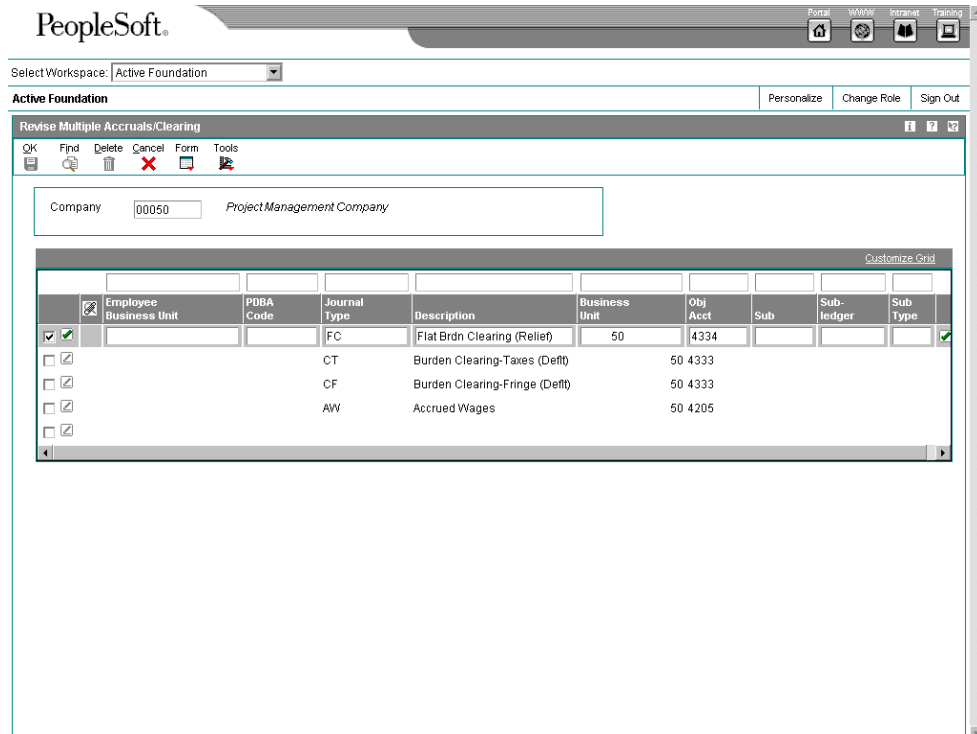 PeopleSoft®
Portal WWW Intranet Training
Select Workspace: Active Foundation
Active Foundation Personalize Change Role Sign Out
Revise Multiple Accruals/Clearing
OK Find Delete Cancel Form Tools
Company 00050 Project Management Company
Customize Grid
Employee Business Unit PDBA Code Journal Type Description Business Unit Obj Acct Sub Sub-ledger Sub Type
FC Flat Brdn Clearing (Relief) 50 4334
CT Burden Clearing-Taxes (Deflt) 50 4333
CF Burden Clearing-Fringe (Deflt) 50 4333
AW Accrued Wages 50 4205